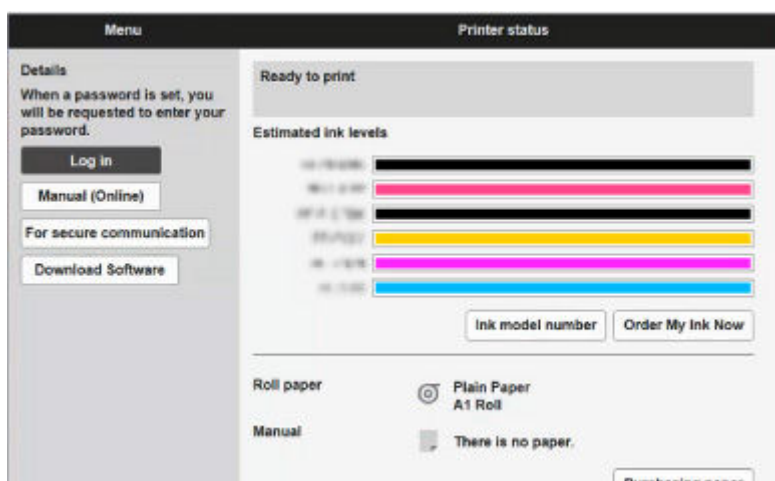 Menu
Printer status
Details
When a password is set, you
will be requested to enter your
password.
Log in
Manual (Online)
For secure communication
Download Software
Ready to print
Estimated ink levels
Ink model number
Order My Ink Now
Roll paper
Plain Paper
A1 Roll
Manual
There is no paper.